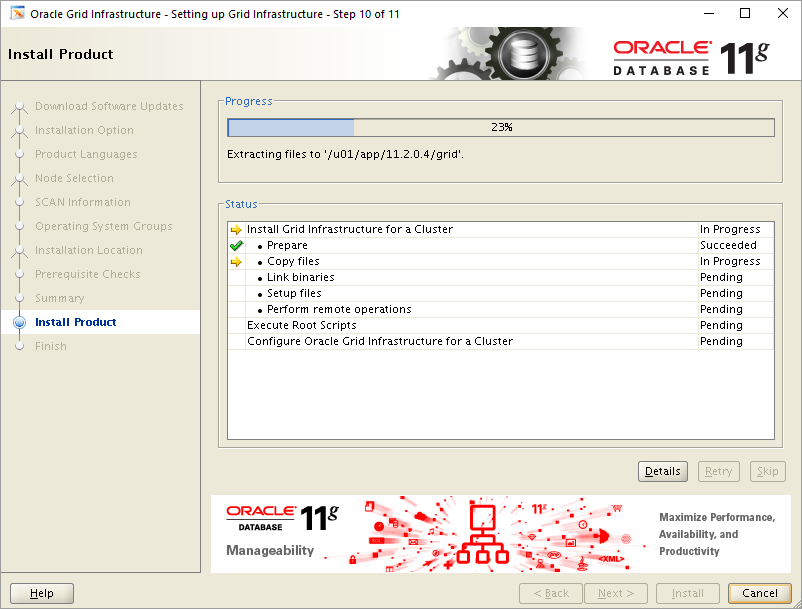 Oracle Grid Infrastructure - Setting up Grid Infrastructure - Step 10 of 11
Install Product
ORACLE
DATABASE
11g
Download Software Updates
Installation Option
Product Languages
Node Selection
SCAN Information
Operating System Groups
Installation Location
Prerequisite Checks
Summary
Install Product
Finish
Progress
23%
Extracting files to '/u01/app/11.2.0.4/grid'.
Status
Install Grid Infrastructure for a Cluster In Progress
• Prepare Succeeded
• Copy files In Progress
• Link binaries Pending
• Setup files Pending
• Perform remote operations Pending
Execute Root Scripts Pending
Configure Oracle Grid Infrastructure for a Cluster Pending
Details Retry Skip
ORACLE
DATABASE
11g
Manageability
11g
<XML>
Maximize Performance,
Availability, and
Productivity
Help < Back Next > Install Cancel